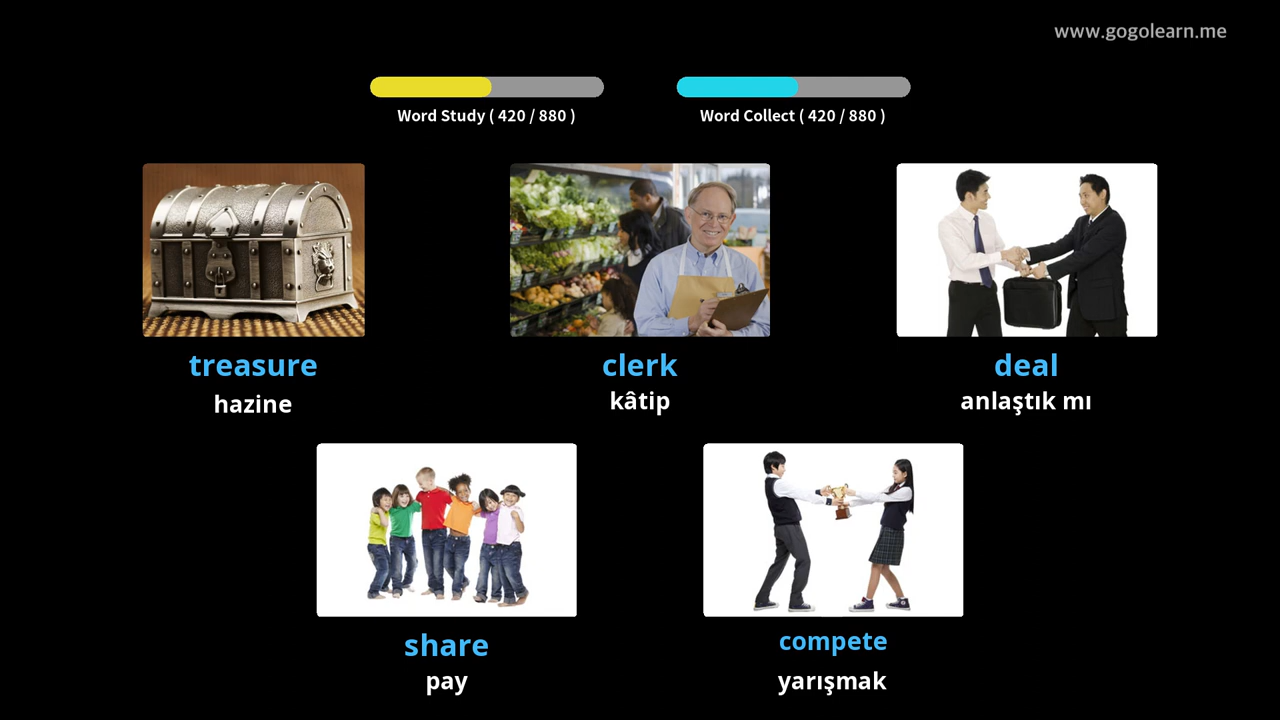 www.gogolearn.me
Word Study ( 420 / 880 )
Word Collect ( 420 / 880 )
treasure
hazine
clerk
kâtip
deal
anlaştık mı
share
pay
compete
yarışmak